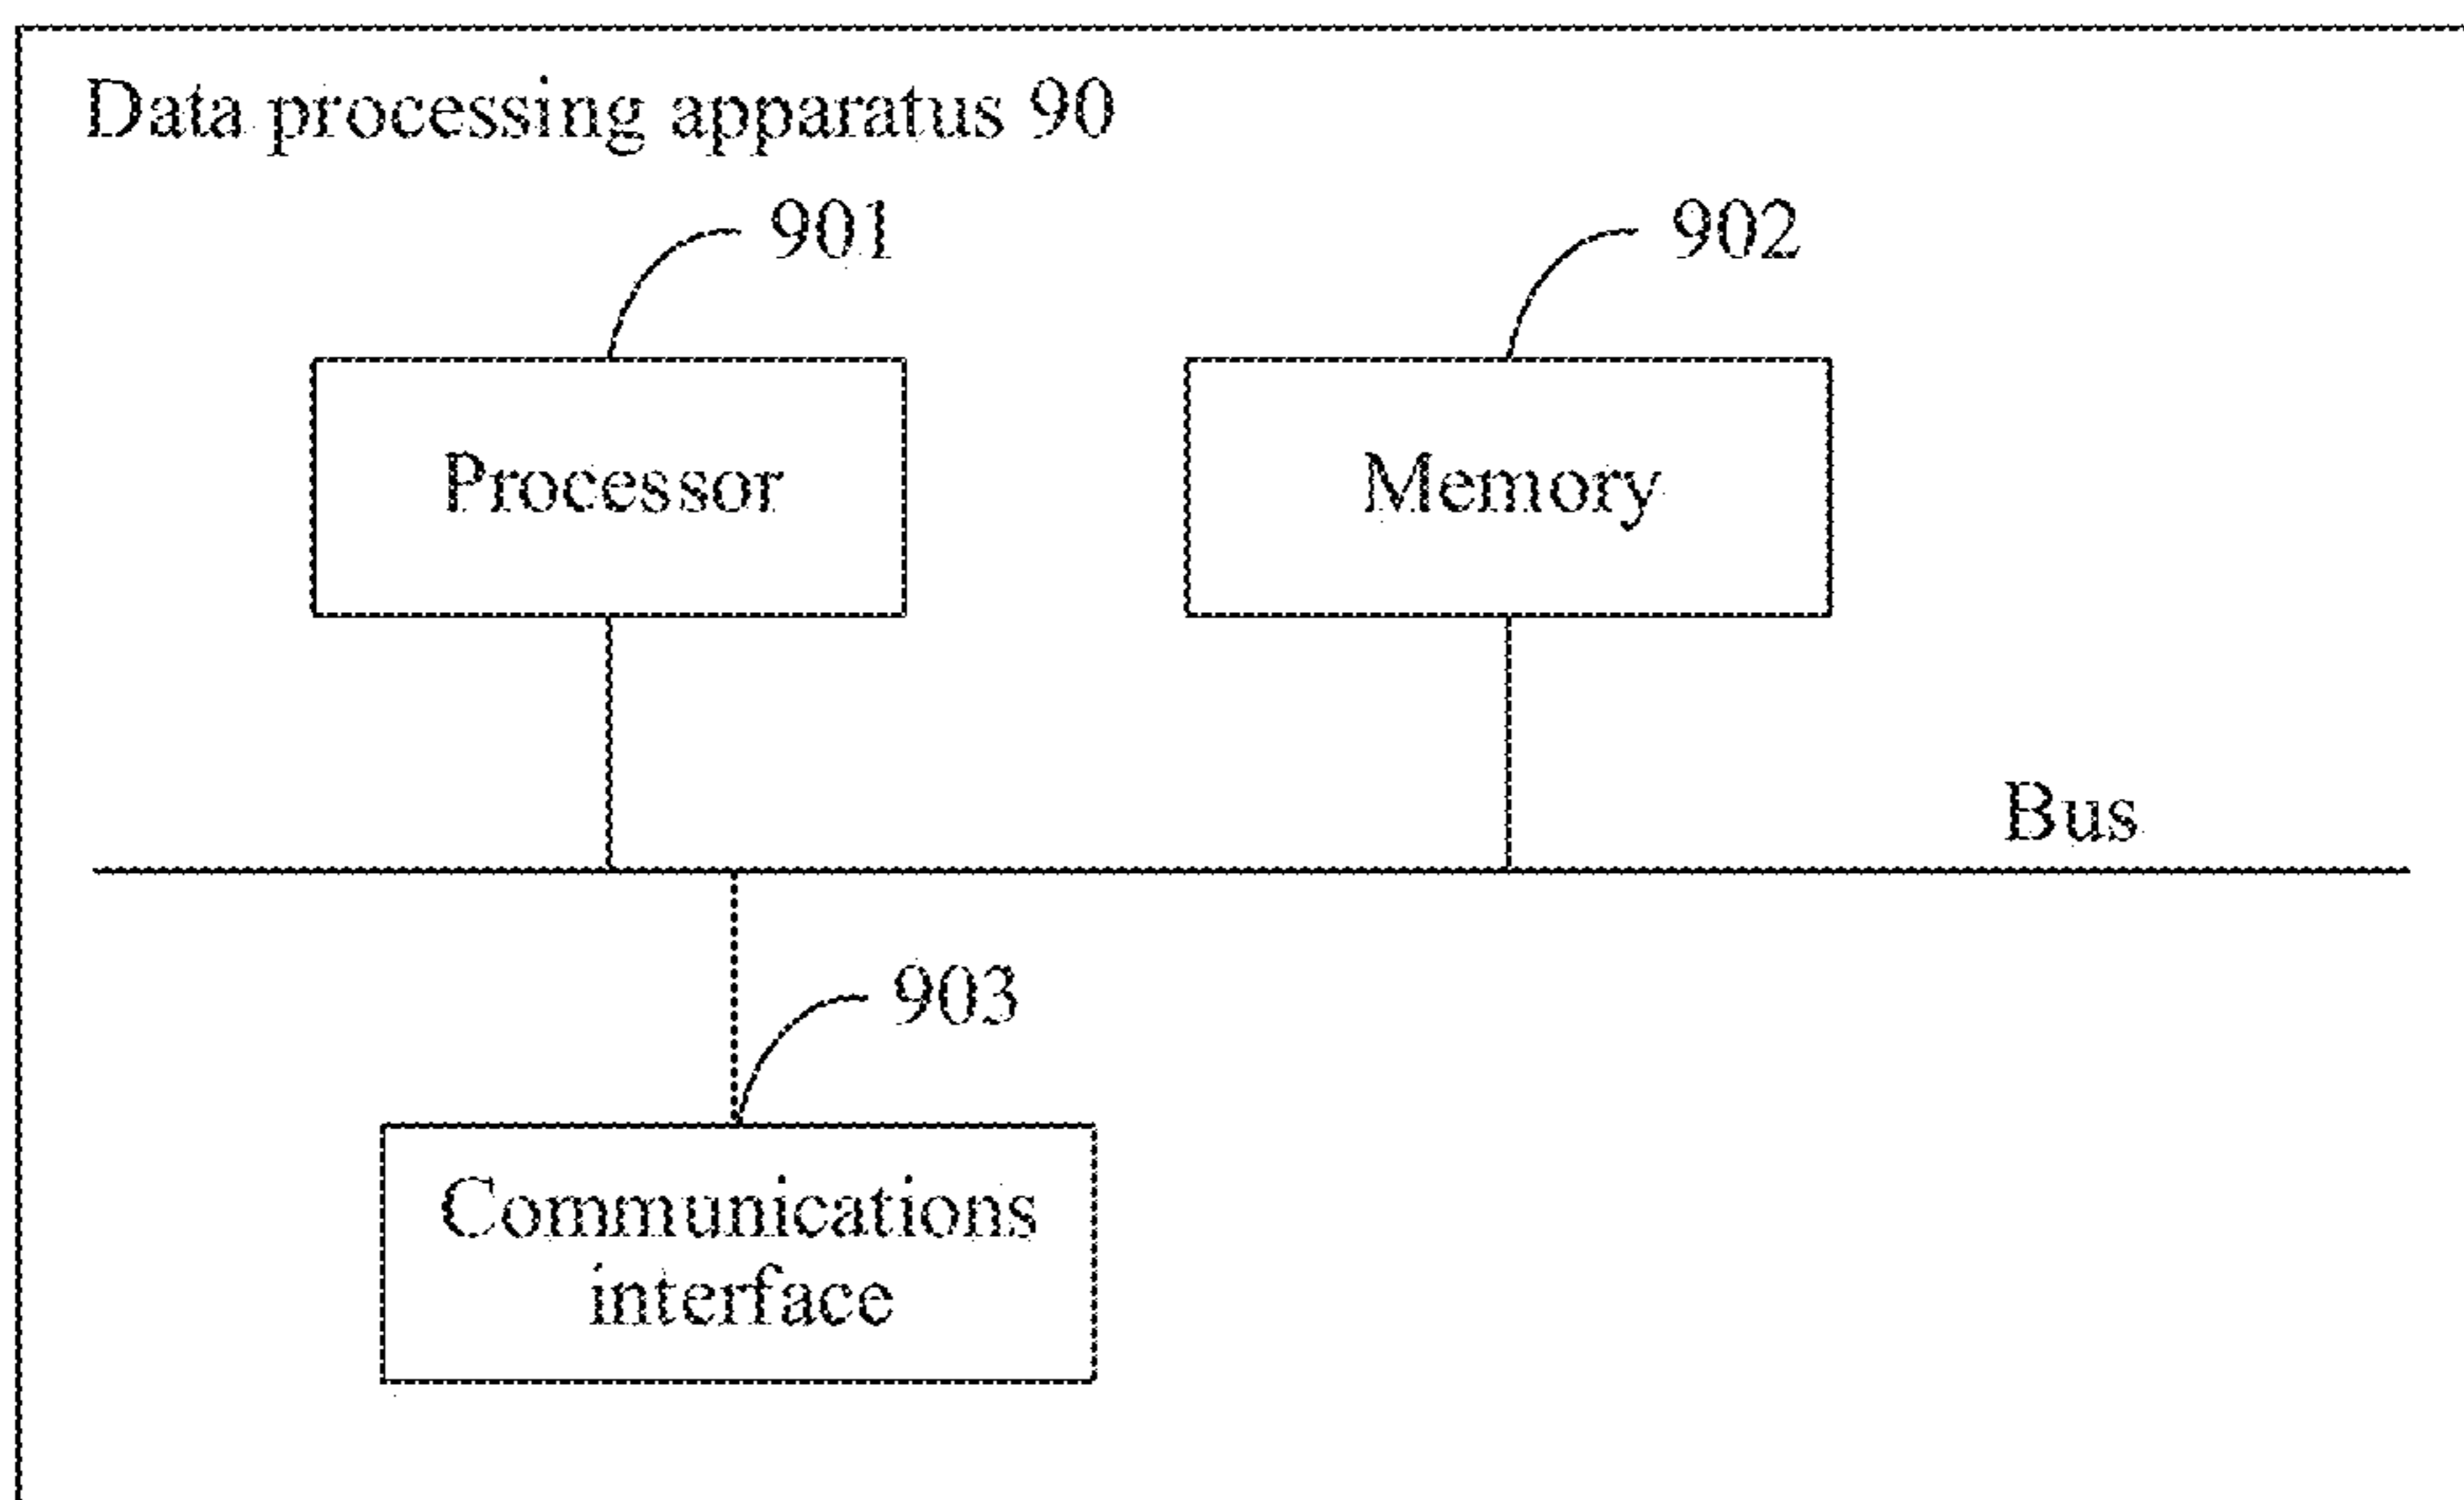 Data processing apparatus 90
901
902
Processor
Memory
Bus
903
Communications
interface